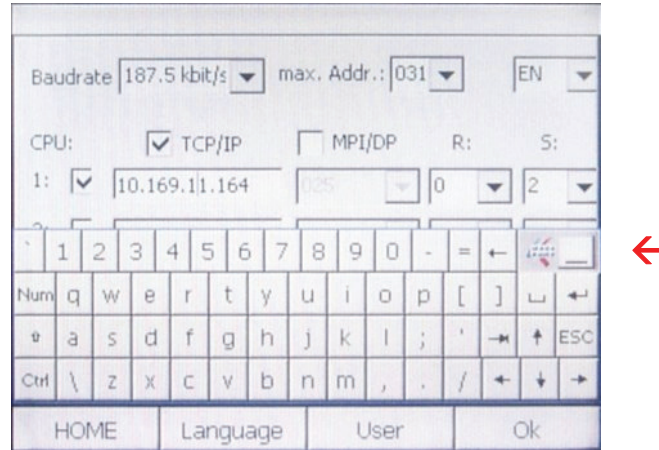 Baudrate 187.5 kbit/s max. Addr.: 031 EN
CPU: TCP/IP MPI/DP R: S:
1: 10.169.11.164 025 0 2
` 1 2 3 4 5 6 7 8 9 0 - = ←
Num q w e r t y u i o p [ ] ↵
⇧ a s d f g h j k l ; ' ⇥ ↑ ESC
Ctrl \ z x c v b n m , . / ← ↓ →
HOME Language User Ok